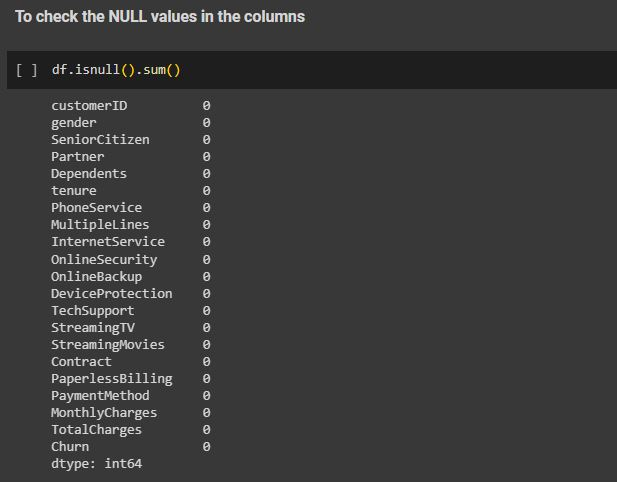 To check the NULL values in the columns
[ ] df.isnull().sum()
customerID 0
gender 0
SeniorCitizen 0
Partner 0
Dependents 0
tenure 0
PhoneService 0
MultipleLines 0
InternetService 0
OnlineSecurity 0
OnlineBackup 0
DeviceProtection 0
TechSupport 0
StreamingTV 0
StreamingMovies 0
Contract 0
PaperlessBilling 0
PaymentMethod 0
MonthlyCharges 0
TotalCharges 0
Churn 0
dtype: int64